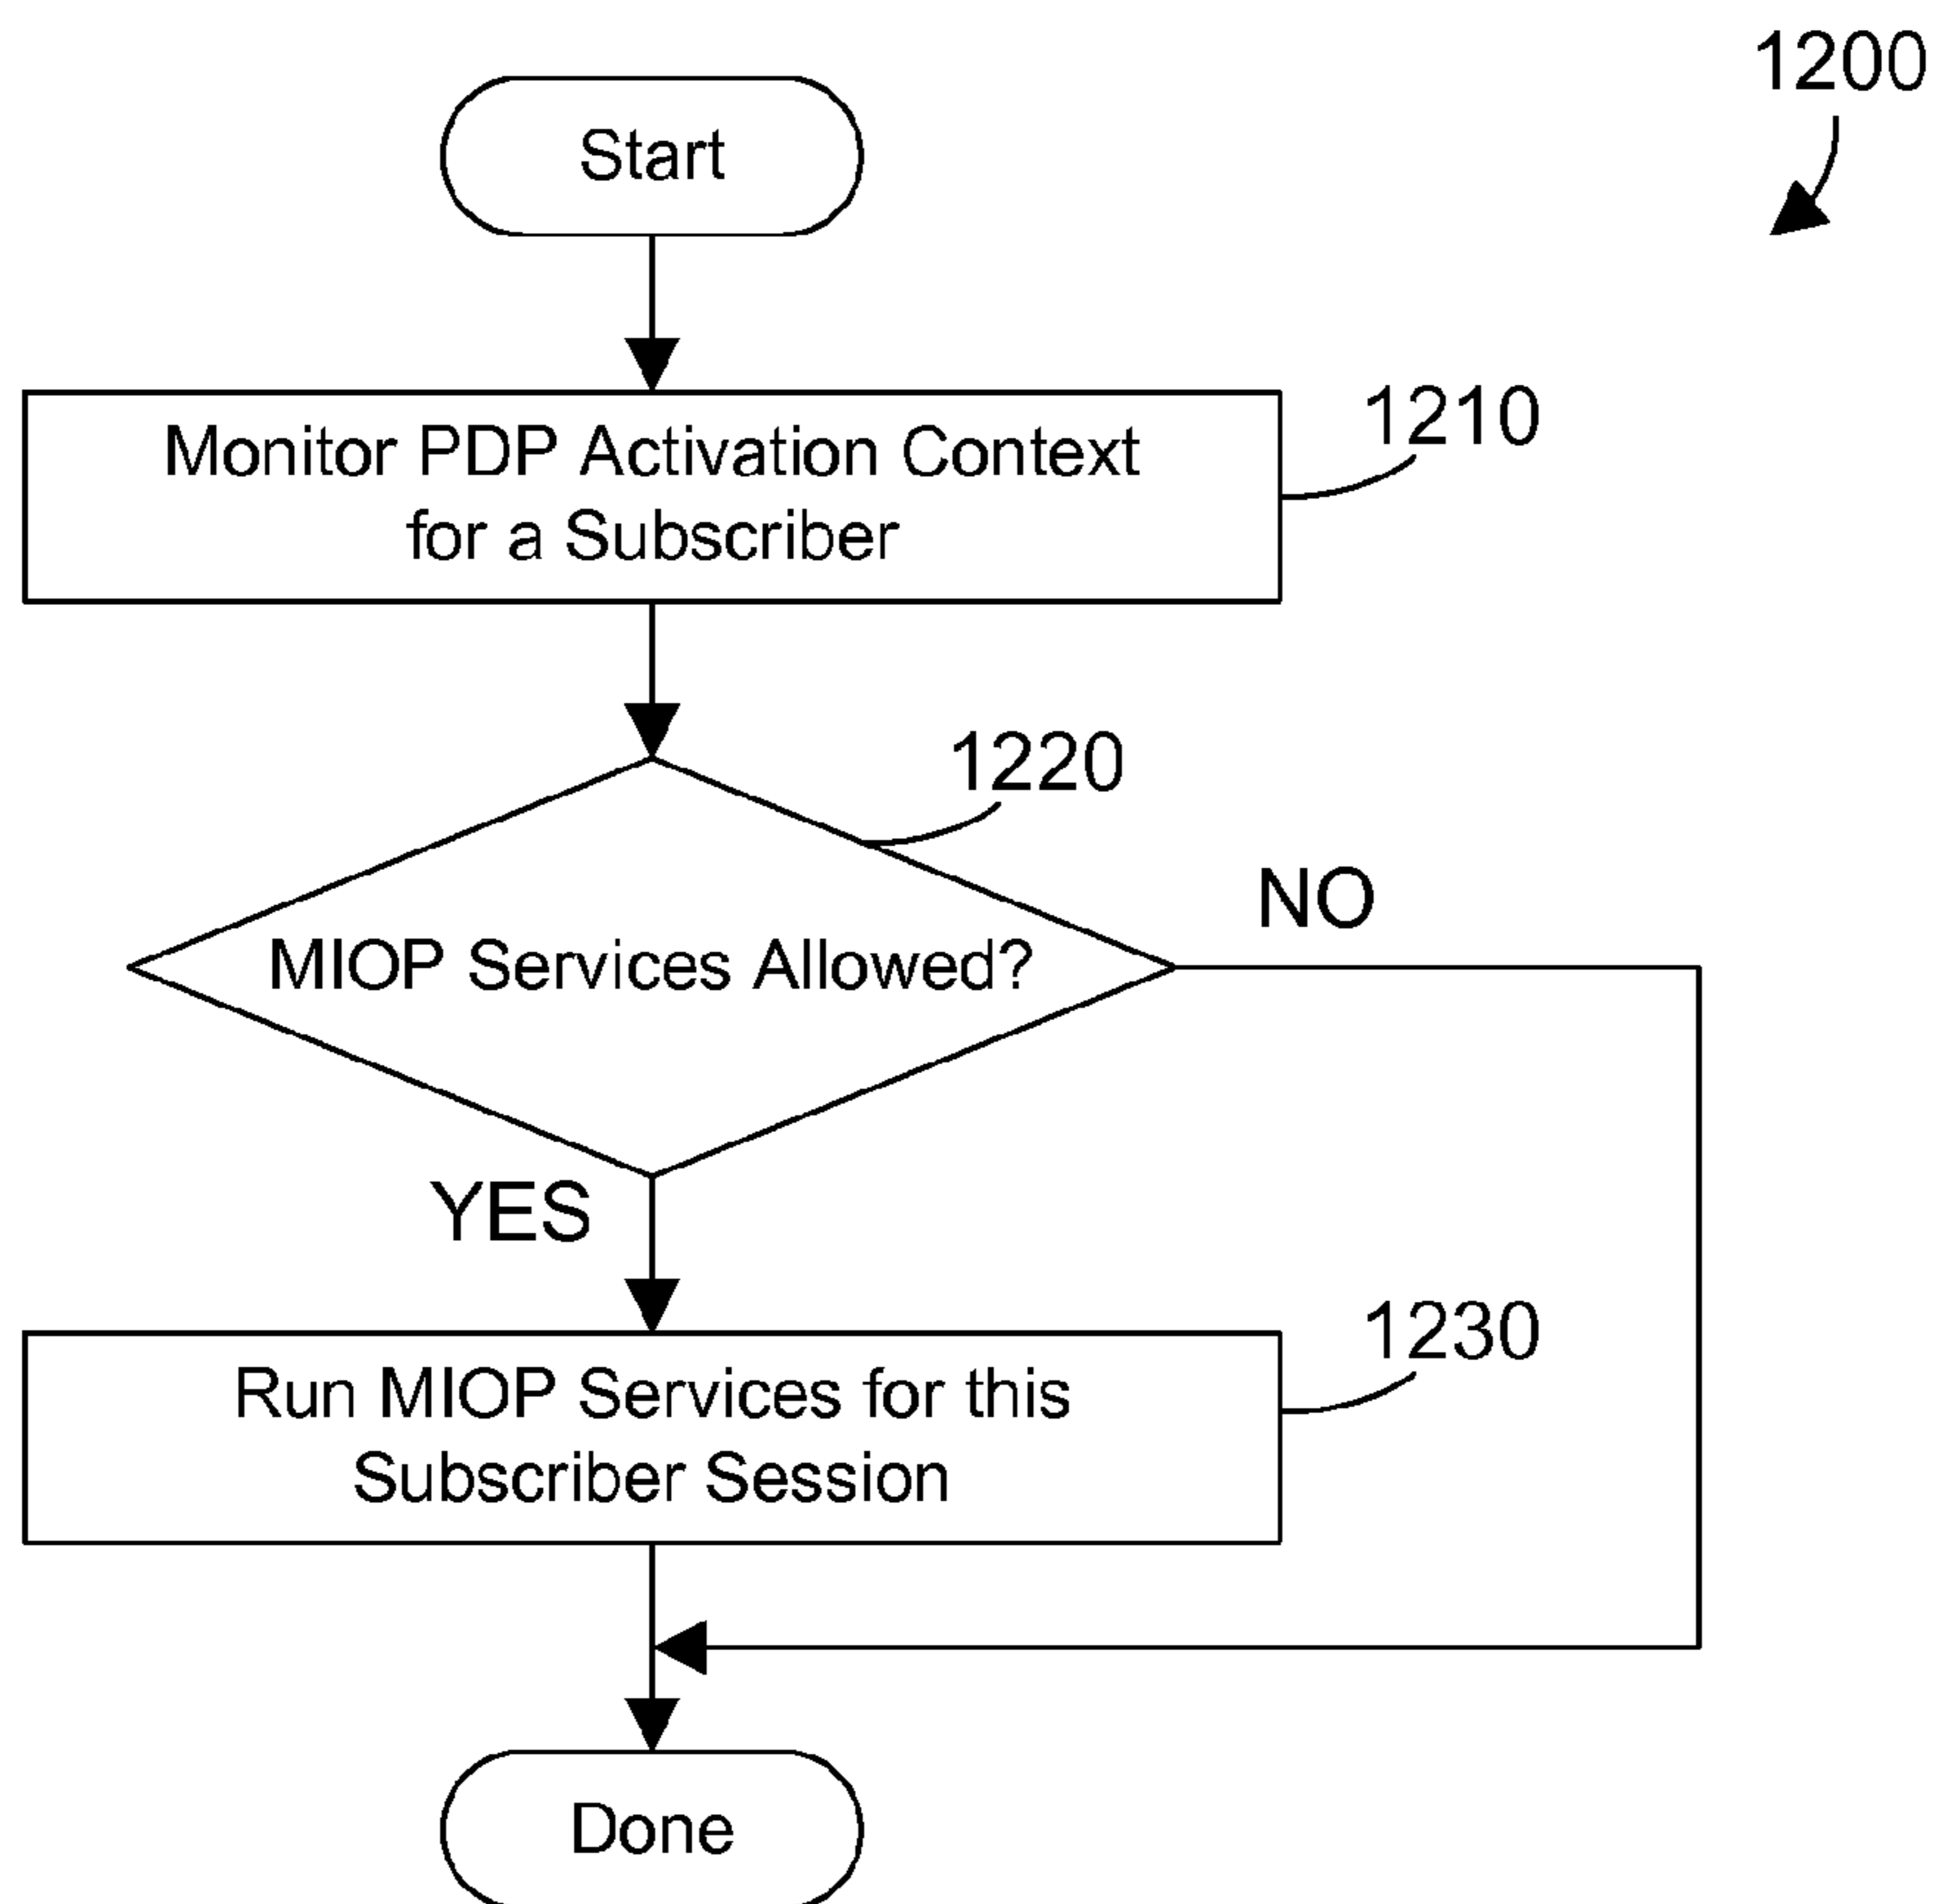 1200
Start
1210
Monitor PDP Activation Context
for a Subscriber
1220
NO
MIOP Services Allowed?
YES
1230
Run MIOP Services for this
Subscriber Session
Done